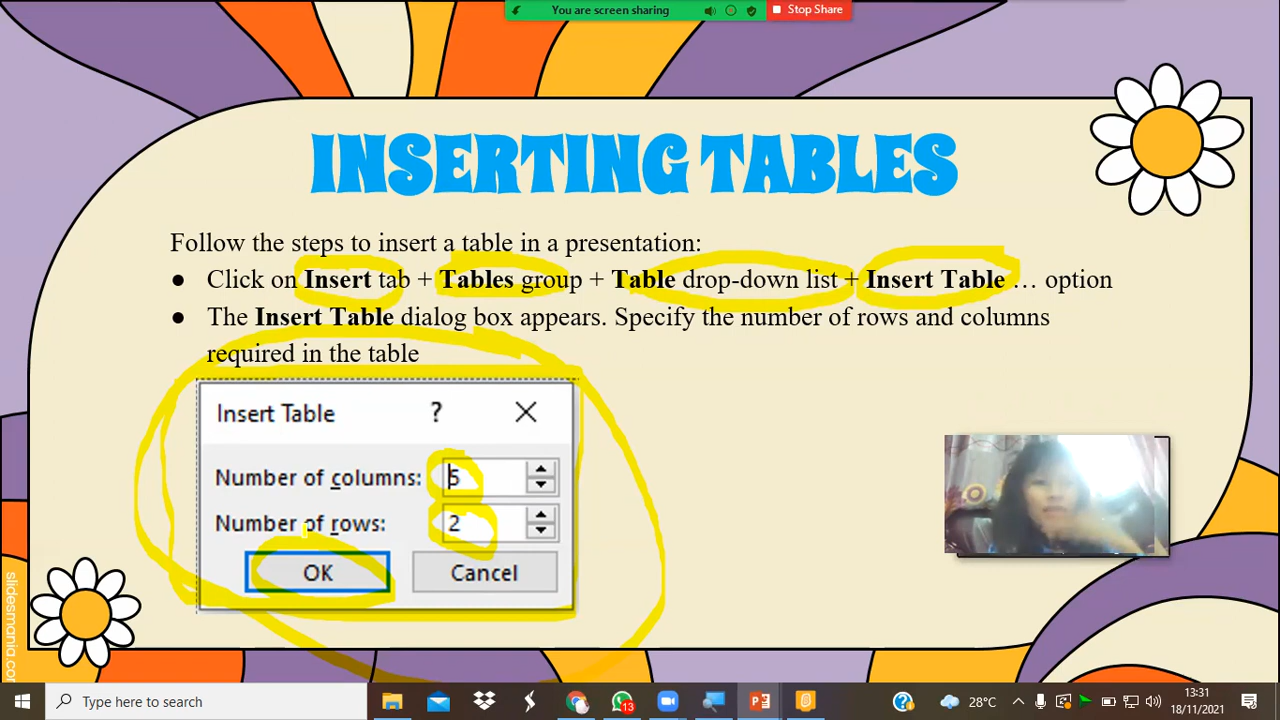 You are screen sharing
Stop Share
INSERTING TABLES
Follow the steps to insert a table in a presentation:
● Click on Insert tab + Tables group + Table drop-down list + Insert Table … option
● The Insert Table dialog box appears. Specify the number of rows and columns
required in the table
Insert Table ?
Number of columns: 5
Number of rows: 2
OK Cancel
slidesmania.co
Type here to search
13
28°C
13:31
18/11/2021